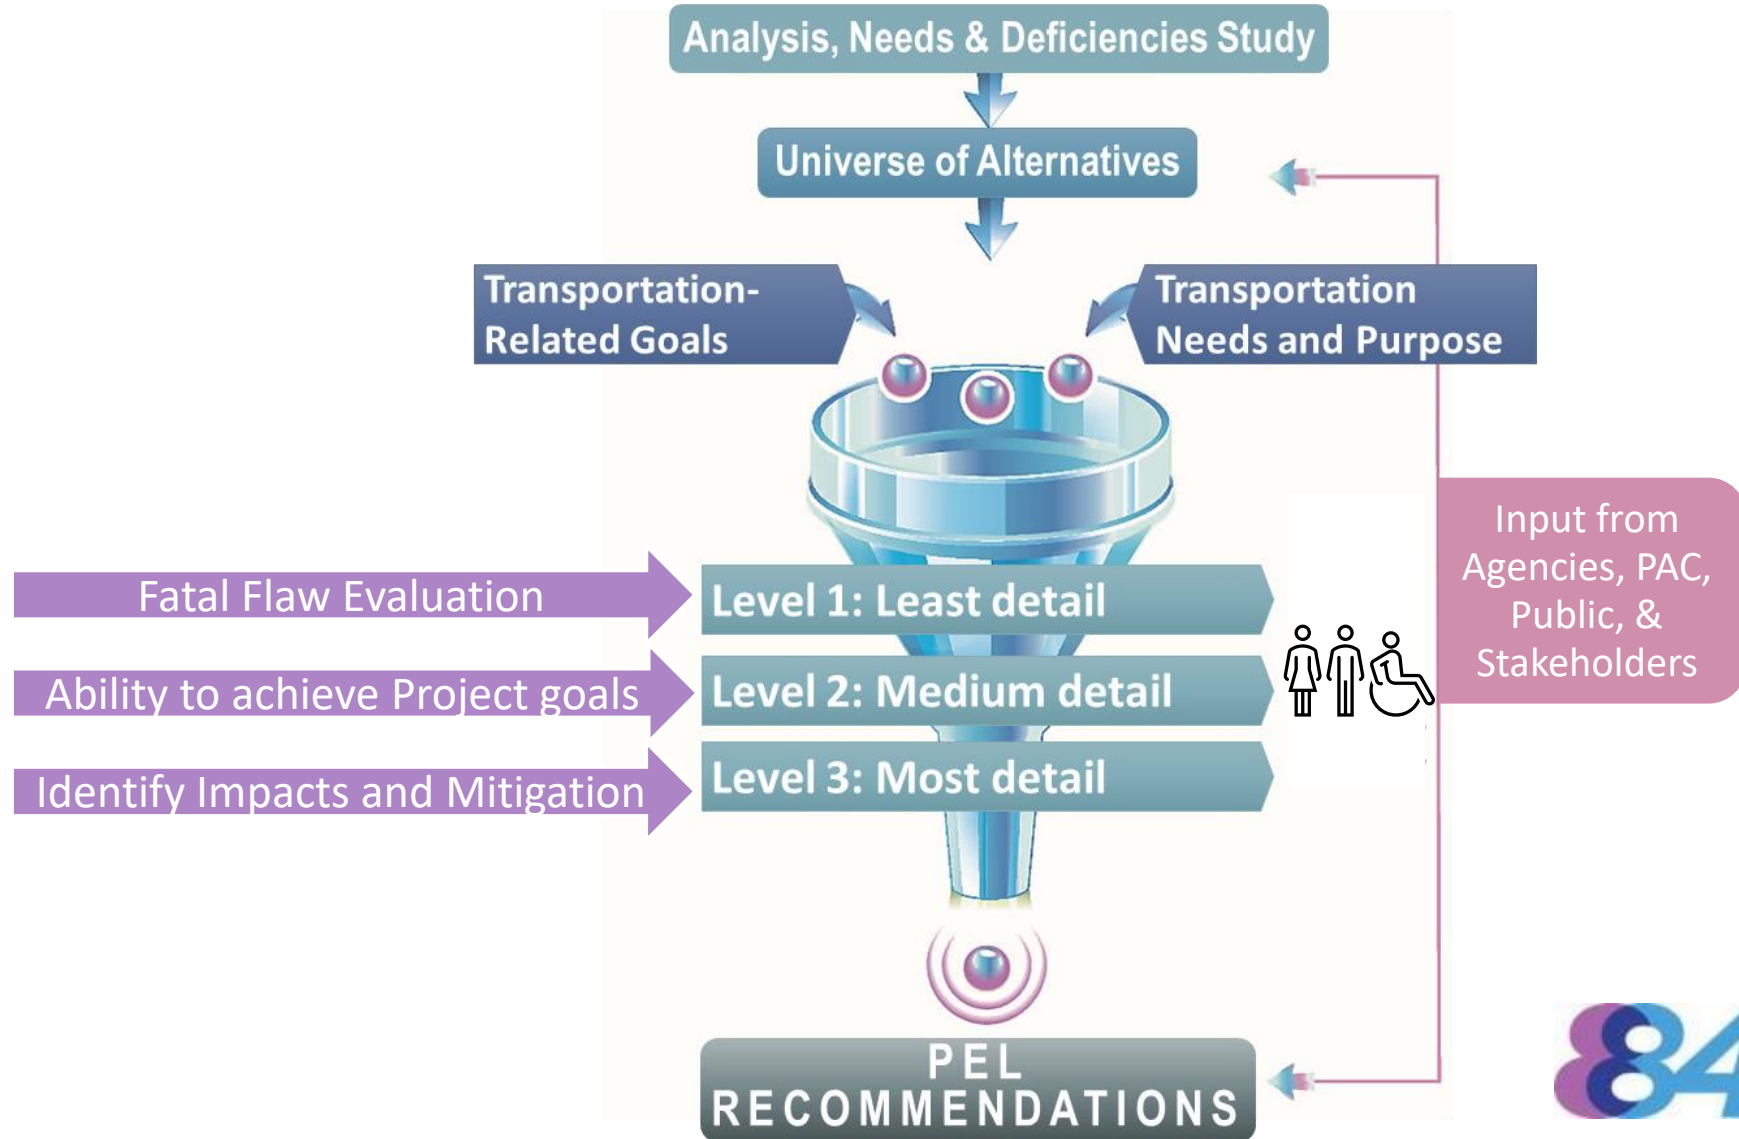 Analysis, Needs & Deficiencies Study
Universe of Alternatives
Transportation-
Related Goals
Transportation
Needs and Purpose
Input from
Agencies, PAC,
Public, &
Stakeholders
Fatal Flaw Evaluation
Level 1: Least detail
Ability to achieve Project goals
Level 2: Medium detail
Identify Impacts and Mitigation
Level 3: Most detail
PEL
RECOMMENDATIONS
884